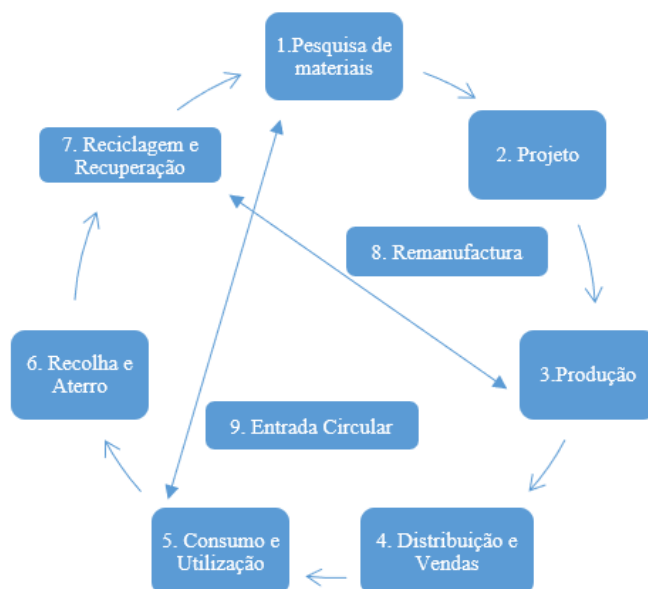 1.Pesquisa de
materiais
2. Projeto
3.Produção
4. Distribuição e
Vendas
5. Consumo e
Utilização
6. Recolha e
Aterro
7. Reciclagem e
Recuperação
8. Remanufactura
9. Entrada Circular